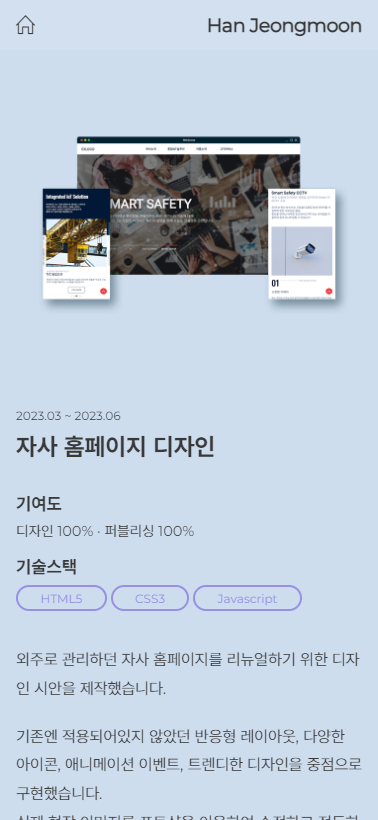 Han Jeongmoon
MART SAFETY
Integrated IoT Solution
Smart Safety CCTV
01
2023.03 ~ 2023.06
자사 홈페이지 디자인
기여도
디자인 100% · 퍼블리싱 100%
기술스택
HTML5 CSS3 Javascript
외주로 관리하던 자사 홈페이지를 리뉴얼하기 위한 디자
인 시안을 제작했습니다.
기존엔 적용되어있지 않았던 반응형 레이아웃, 다양한
아이콘, 애니메이션 이벤트, 트렌디한 디자인을 중점으로
구현했습니다.